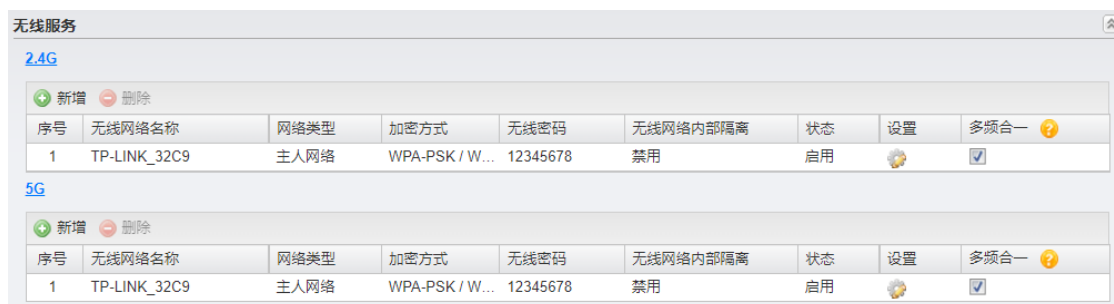 无线服务
2.4G
新增 删除
序号 无线网络名称 网络类型 加密方式 无线密码 无线网络内部隔离 状态 设置 多频合一 ?
1 TP-LINK_32C9 主人网络 WPA-PSK / W... 12345678 禁用 启用
5G
新增 删除
序号 无线网络名称 网络类型 加密方式 无线密码 无线网络内部隔离 状态 设置 多频合一 ?
1 TP-LINK_32C9 主人网络 WPA-PSK / W... 12345678 禁用 启用